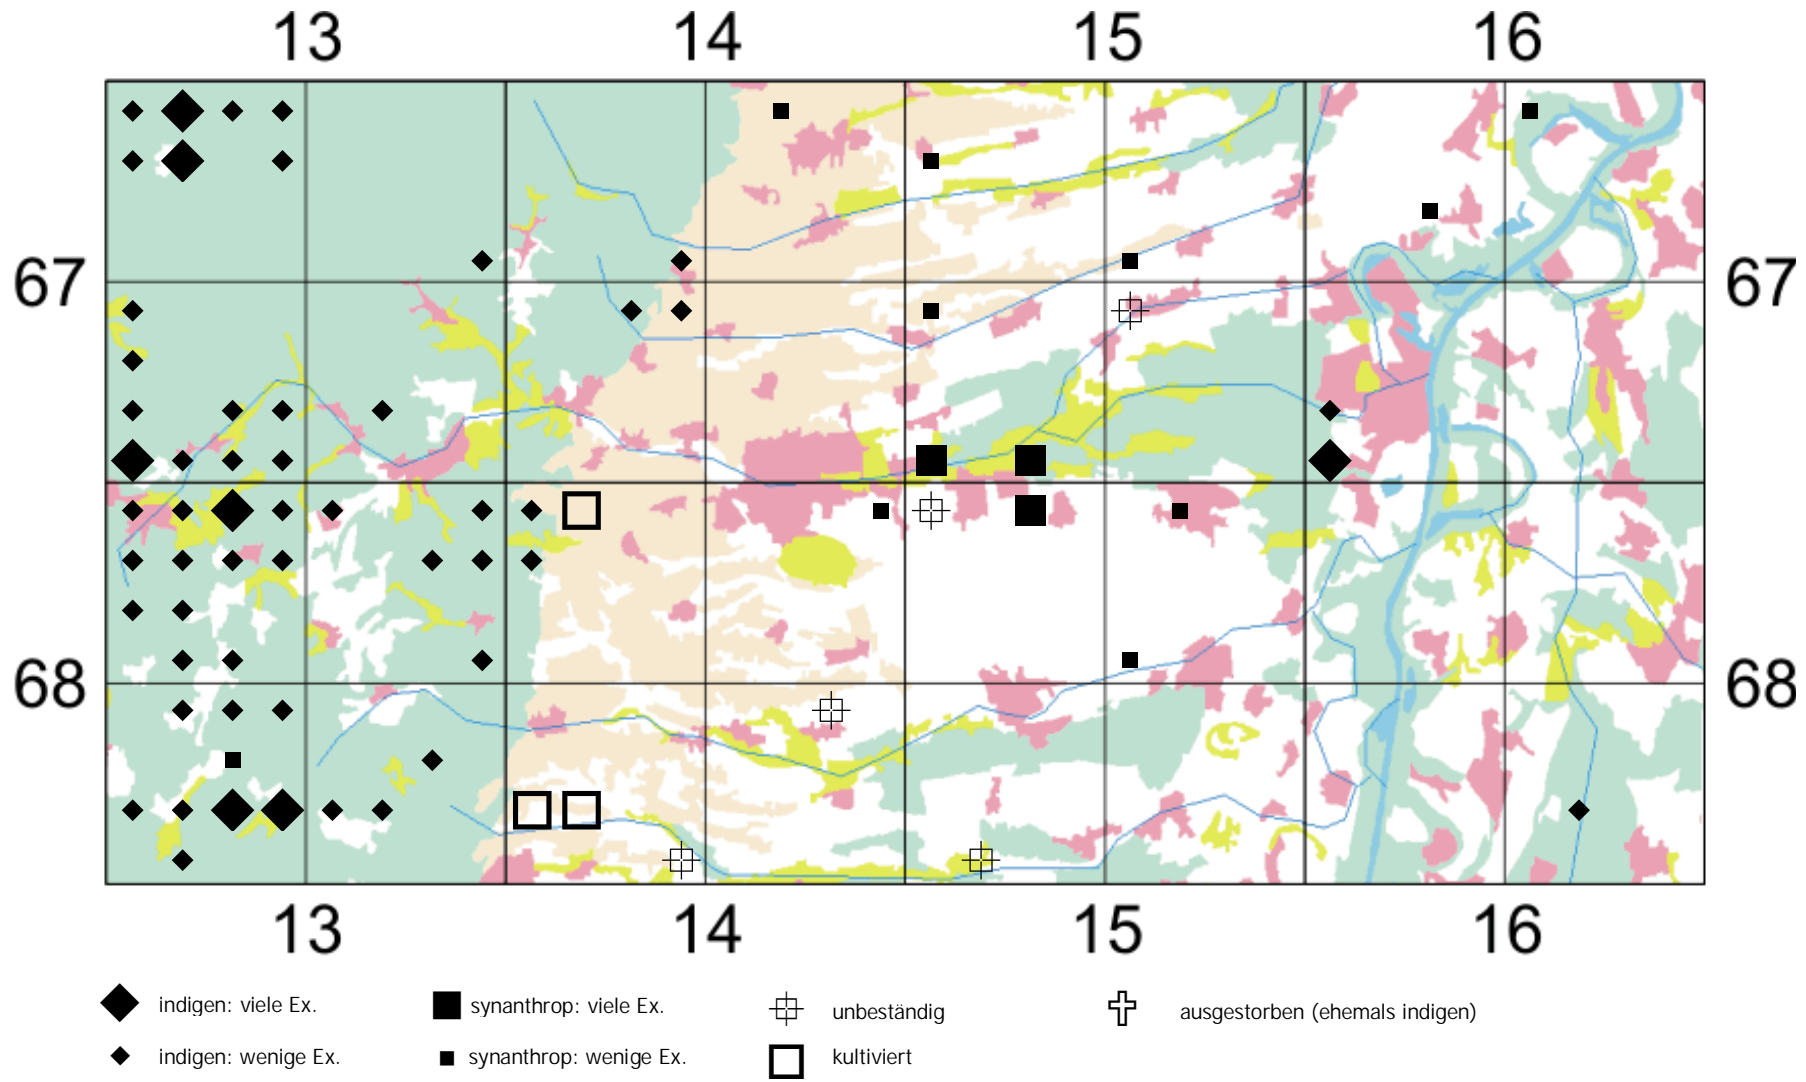 13 14 15 16
67 67
68 68
13 14 15 16
indigen: viele Ex. synanthrop: viele Ex. unbeständig ausgestorben (ehemals indigen)
indigen: wenige Ex. synanthrop: wenige Ex. kultiviert